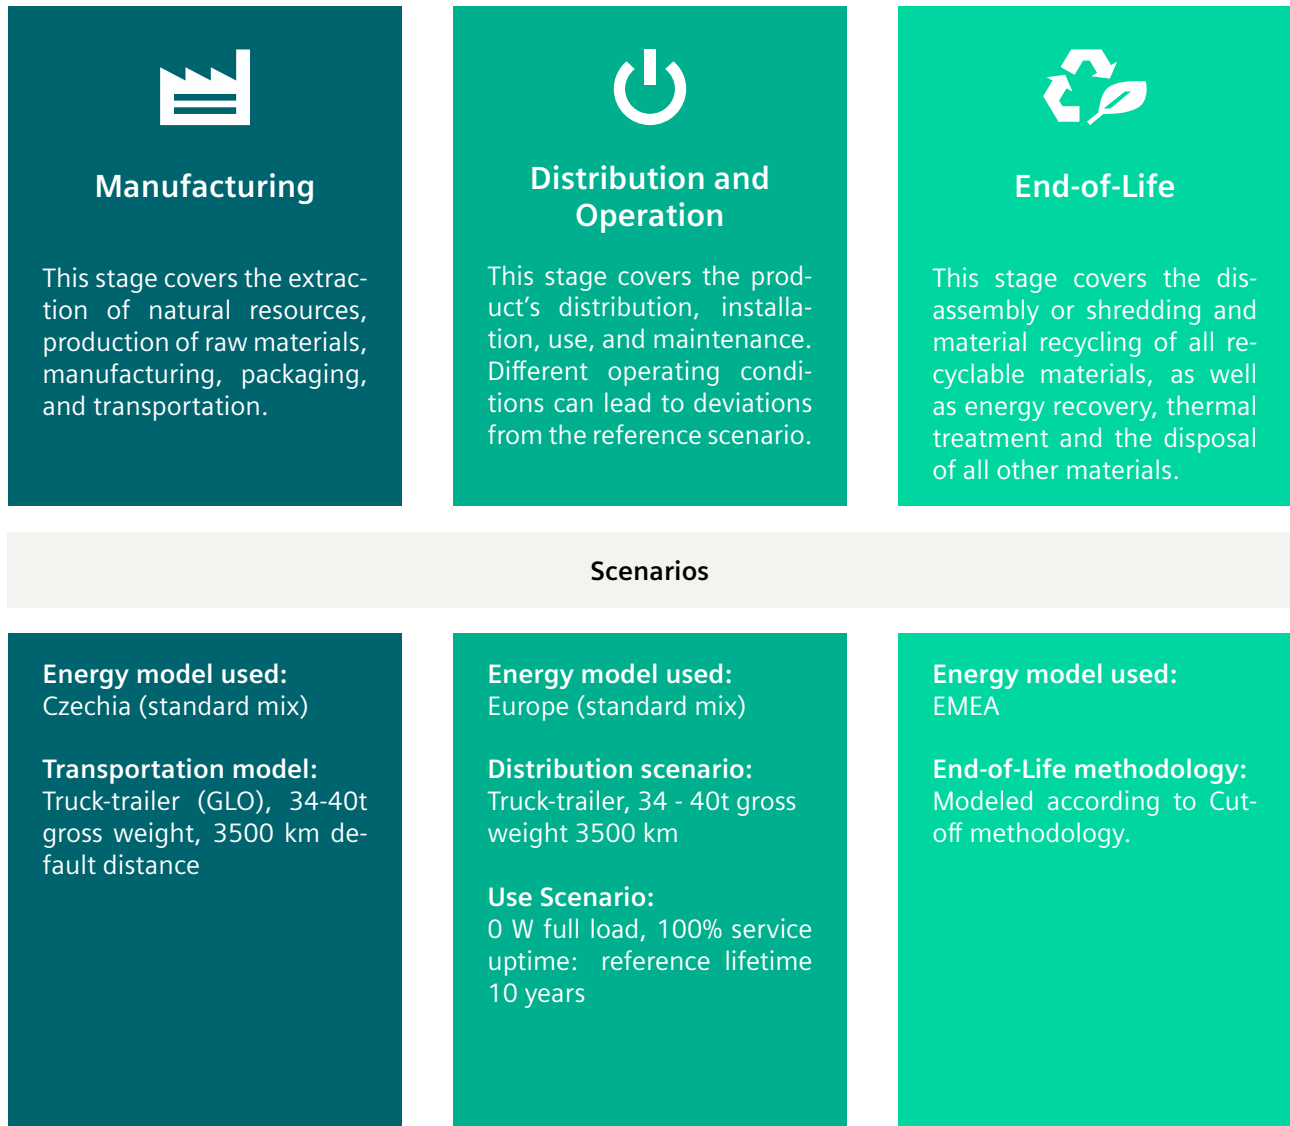 Manufacturing
This stage covers the extrac-
tion of natural resources,
production of raw materials,
manufacturing, packaging,
and transportation.
Distribution and
Operation
This stage covers the prod-
uct's distribution, installa-
tion, use, and maintenance.
Different operating condi-
tions can lead to deviations
from the reference scenario.
End-of-Life
This stage covers the dis-
assembly or shredding and
material recycling of all re-
cyclable materials, as well
as energy recovery, thermal
treatment and the disposal
of all other materials.
Scenarios
Energy model used:
Czechia (standard mix)
Transportation model:
Truck-trailer (GLO), 34-40t
gross weight, 3500 km de-
fault distance
Energy model used:
Europe (standard mix)
Distribution scenario:
Truck-trailer, 34 - 40t gross
weight 3500 km
Use Scenario:
0 W full load, 100% service
uptime: reference lifetime
10 years
Energy model used:
EMEA
End-of-Life methodology:
Modeled according to Cut-
off methodology.